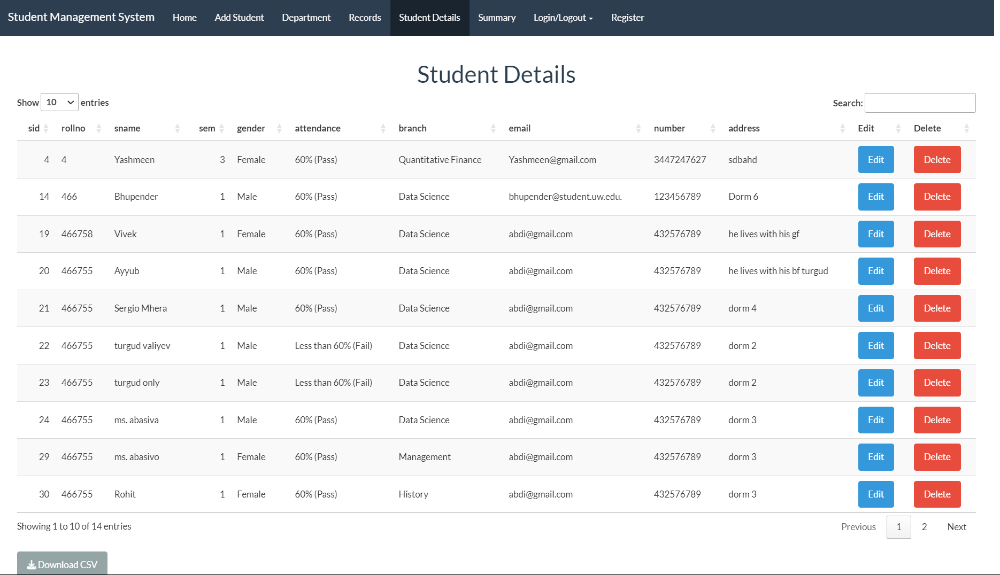 Student Management System Home Add Student Department Records Student Details Summary Login/Logout Register
Student Details
Show 10 entries Search:
sid rollno sname sem gender attendance branch email number address Edit Delete
4 4 Yashmeen 3 Female 60% (Pass) Quantitative Finance Yashmeen@gmail.com 3447247627 sdbahd Edit Delete
14 466 Bhupender 1 Male 60% (Pass) Data Science bhupender@student.uw.edu. 123456789 Dorm 6 Edit Delete
19 466758 Vivek 1 Female 60% (Pass) Data Science abdi@gmail.com 432576789 he lives with his gf Edit Delete
20 466755 Ayyub 1 Male 60% (Pass) Data Science abdi@gmail.com 432576789 he lives with his bf turgud Edit Delete
21 466755 Sergio Mhera 1 Male 60% (Pass) Data Science abdi@gmail.com 432576789 dorm 4 Edit Delete
22 466755 turgud valiyev 1 Male Less than 60% (Fail) Data Science abdi@gmail.com 432576789 dorm 2 Edit Delete
23 466755 turgud only 1 Male Less than 60% (Fail) Data Science abdi@gmail.com 432576789 dorm 2 Edit Delete
24 466755 ms. abasiva 1 Male 60% (Pass) Data Science abdi@gmail.com 432576789 dorm 3 Edit Delete
29 466755 ms. abasivo 1 Female 60% (Pass) Management abdi@gmail.com 432576789 dorm 3 Edit Delete
30 466755 Rohit 1 Female 60% (Pass) History abdi@gmail.com 432576789 dorm 3 Edit Delete
Showing 1 to 10 of 14 entries Previous 1 2 Next
Download CSV